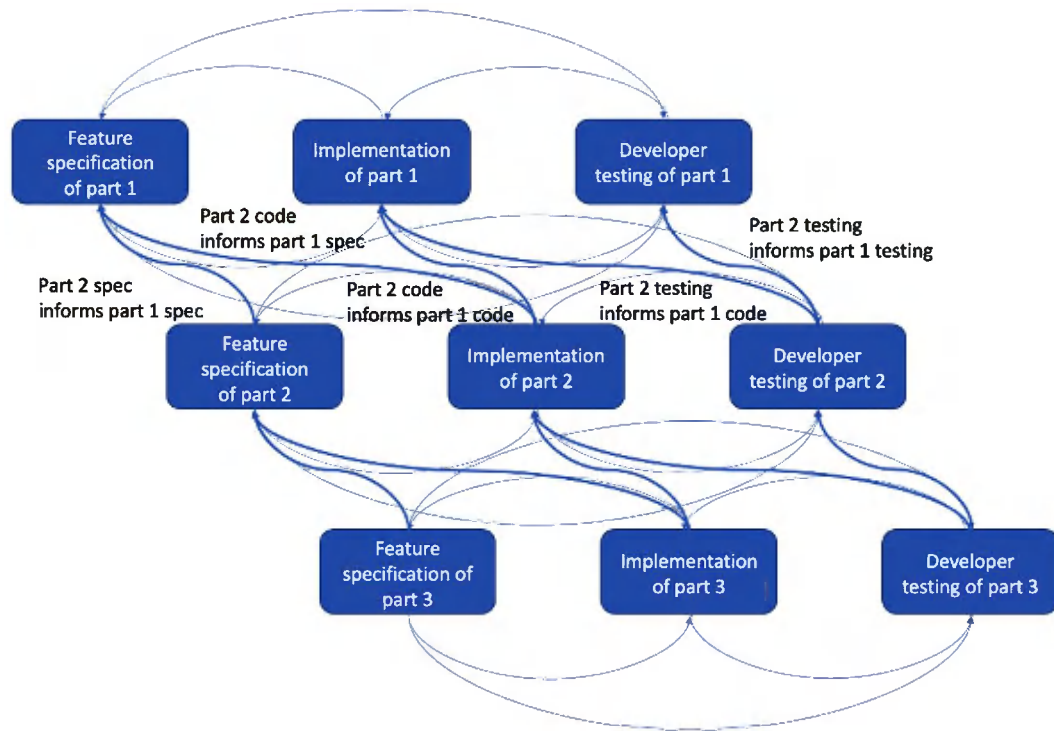 Feature
specification
of part 1
Implementation
of part 1
Developer
testing of part 1
Part 2 code
informs part 1 spec
Part 2 testing
informs part 1 testing
Part 2 spec
informs part 1 spec
Part 2 code
informs part 1 code
Part 2 testing
informs part 1 code
Feature
specification
of part 2
Implementation
of part 2
Developer
testing of part 2
Feature
specification of
part 3
Implementation
of part 3
Developer
testing of part 3